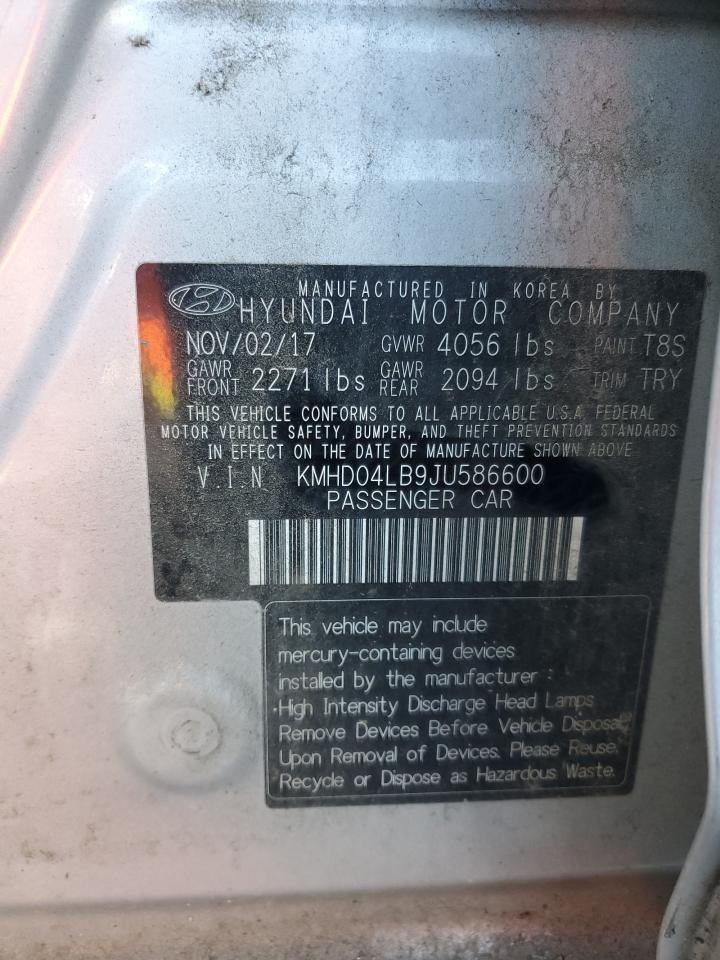 MANUFACTURED IN KOREA BY
HYUNDAI MOTOR COMPANY
NOV/02/17 GVWR 4056 lbs PAINT T8S
GAWR FRONT 2271 lbs GAWR REAR 2094 lbs TRIM TRY
THIS VEHICLE CONFORMS TO ALL APPLICABLE U.S.A. FEDERAL
MOTOR VEHICLE SAFETY, BUMPER, AND THEFT PREVENTION STANDARDS
IN EFFECT ON THE DATE OF MANUFACTURE SHOWN ABOVE
V.I.N KMHD04LB9JU586600
PASSENGER CAR
This vehicle may include
mercury-containing devices
installed by the manufacturer :
·High Intensity Discharge Head Lamps
Remove Devices Before Vehicle Disposal.
Upon Removal of Devices. Please Reuse.
Recycle or Dispose as Hazardous Waste.